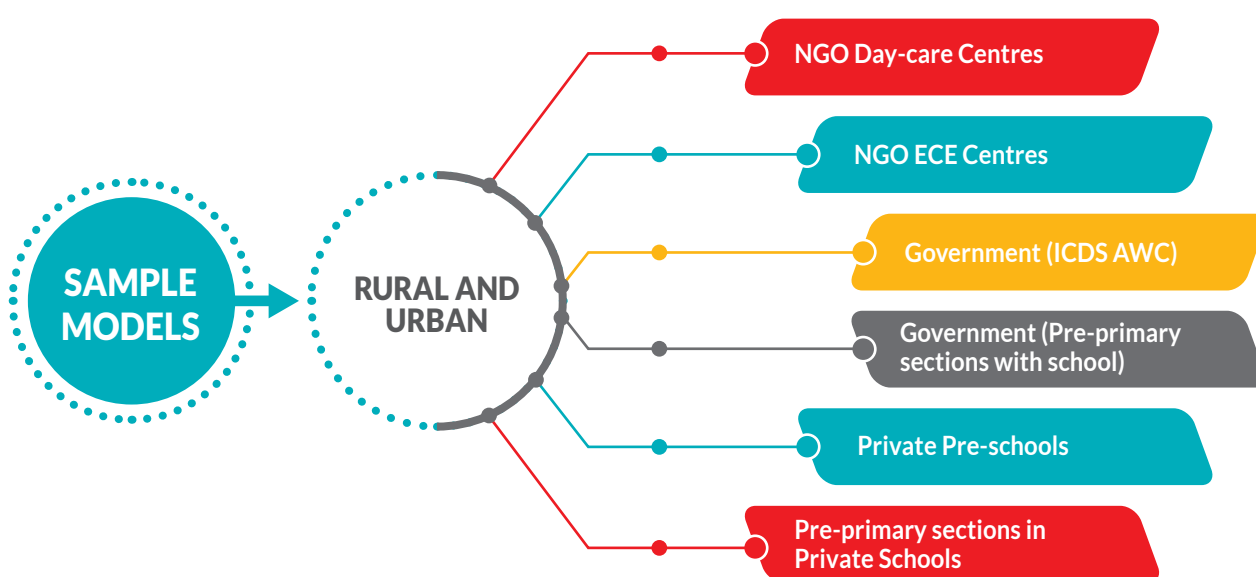 SAMPLE
MODELS
RURAL AND
URBAN
NGO Day-care Centres
NGO ECE Centres
Government (ICDS AWC)
Government (Pre-primary
sections with school)
Private Pre-schools
Pre-primary sections in
Private Schools